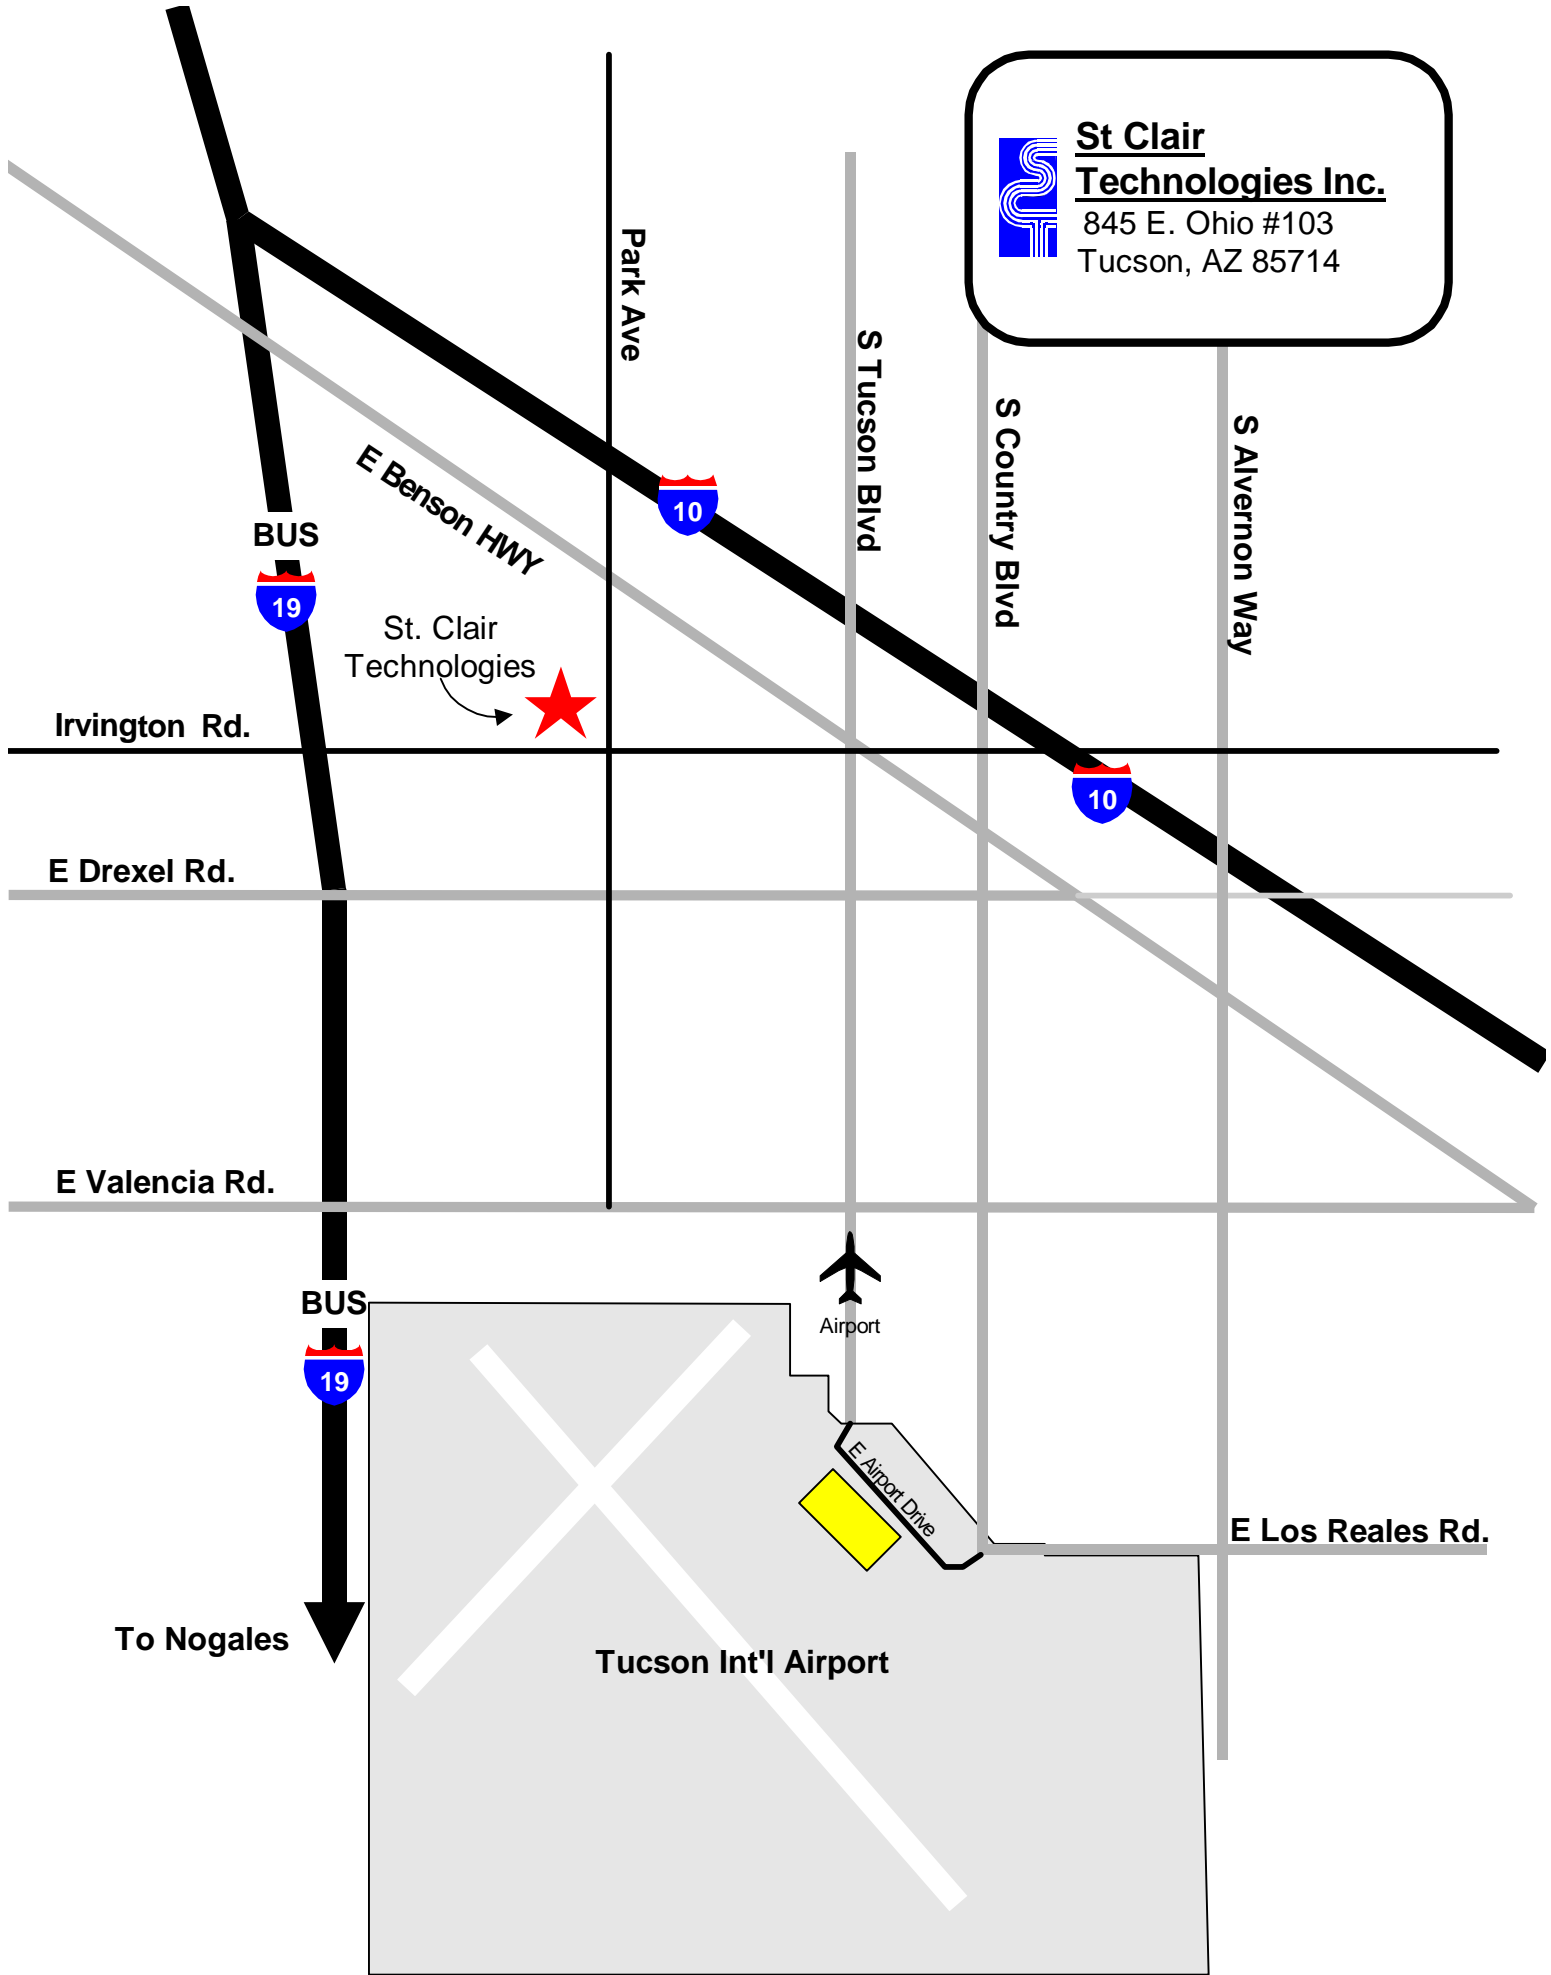 St Clair
Technologies Inc.
845 E. Ohio #103
Tucson, AZ 85714
Park Ave
S Tucson Blvd
S Country Blvd
S Alvernon Way
E Benson HWY
10
BUS
19
St. Clair
Technologies
Irvington Rd.
10
E Drexel Rd.
E Valencia Rd.
BUS
19
Airport
E Airport Drive
E Los Reales Rd.
To Nogales
Tucson Int'l Airport